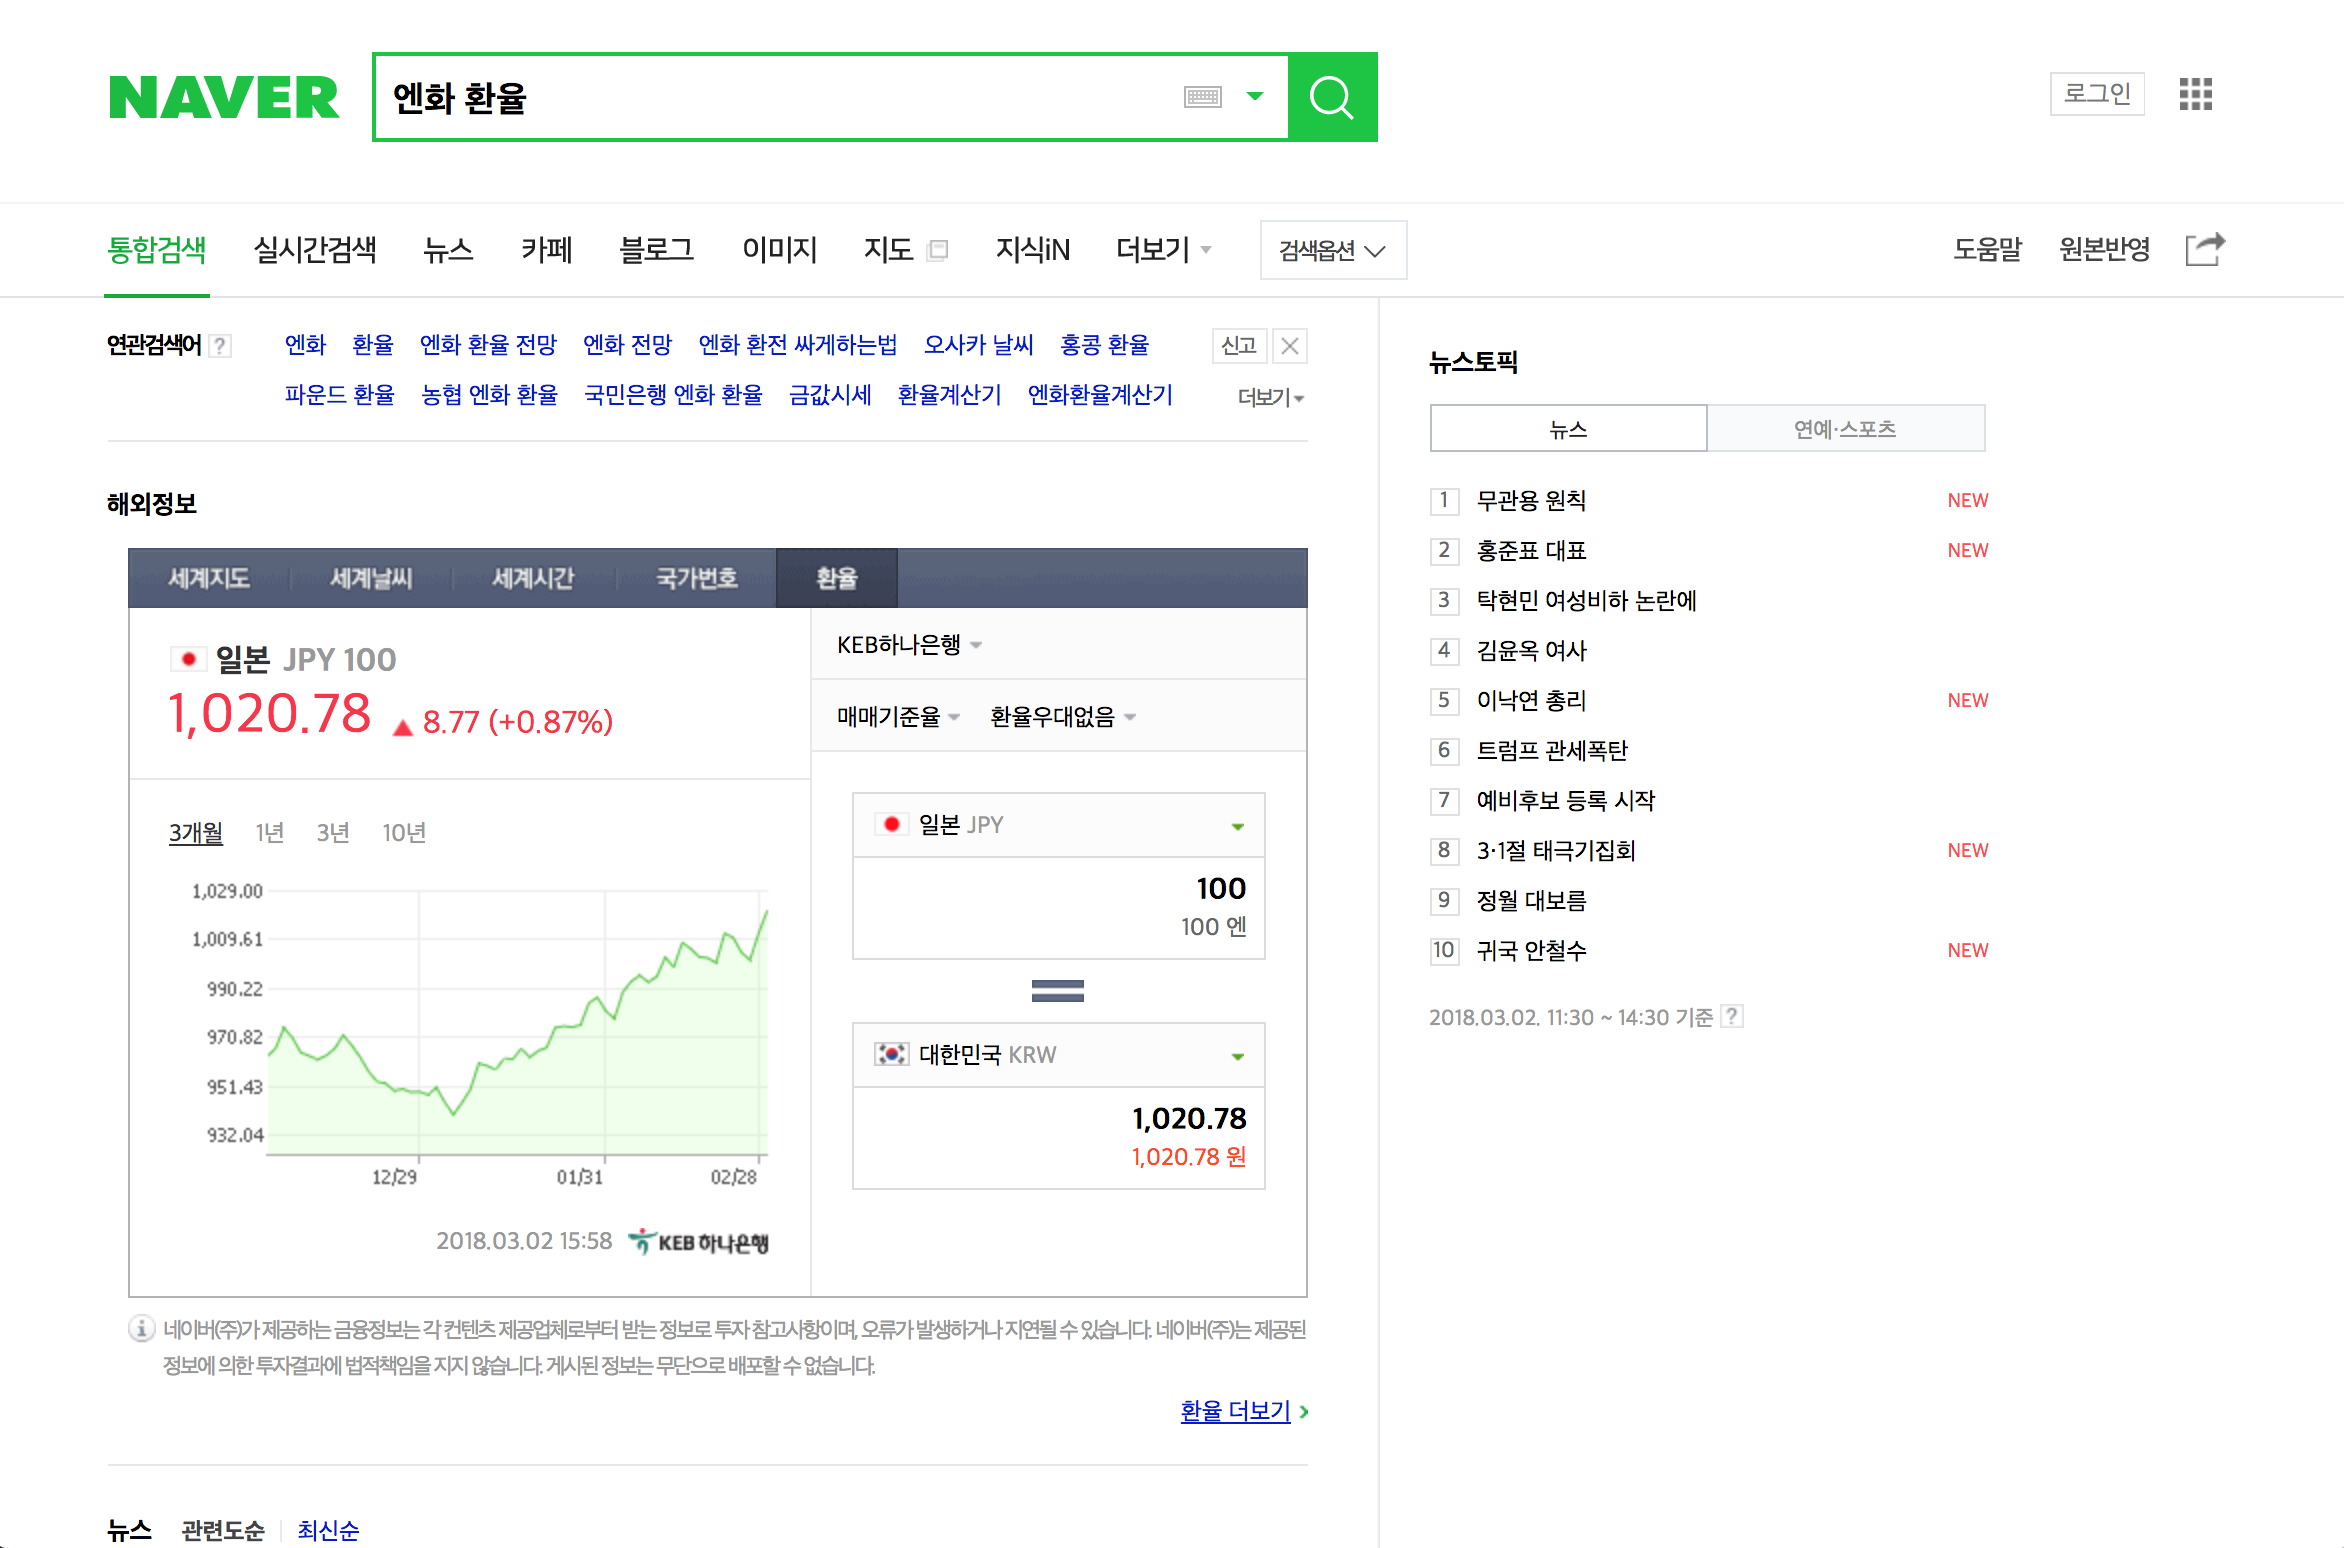 NAVER
엔화 환율
로그인
통합검색 실시간검색 뉴스 카페 블로그 이미지 지도 지식iN 더보기 검색옵션 도움말 원본반영
연관검색어 ? 엔화 환율 엔화 환율 전망 엔화 전망 엔화 환전 싸게하는법 오사카 날씨 홍콩 환율 신고
파운드 환율 농협 엔화 환율 국민은행 엔화 환율 금값시세 환율계산기 엔화환율계산기 더보기
해외정보
세계지도 세계날씨 세계시간 국가번호 환율
일본 JPY 100
1,020.78 ▲ 8.77 (+0.87%)
3개월 1년 3년 10년
1,029.00
1,009.61
990.22
970.82
951.43
932.04
12/29 01/31 02/28
2018.03.02 15:58 KEB 하나은행
KEB하나은행
매매기준율 환율우대없음
일본 JPY
100
100 엔
대한민국 KRW
1,020.78
1,020.78 원
네이버(주)가 제공하는 금융정보는 각 컨텐츠 제공업체로부터 받는 정보로 투자 참고사항이며, 오류가 발생하거나 지연될 수 있습니다. 네이버(주)는 제공된
정보에 의한 투자결과에 법적책임을 지지 않습니다. 게시된 정보는 무단으로 배포할 수 없습니다.
환율 더보기
뉴스 관련도순 최신순
뉴스토픽
뉴스 연예·스포츠
1 무관용 원칙 NEW
2 홍준표 대표 NEW
3 탁현민 여성비하 논란에
4 김윤옥 여사
5 이낙연 총리 NEW
6 트럼프 관세폭탄
7 예비후보 등록 시작
8 3·1절 태극기집회 NEW
9 정월 대보름
10 귀국 안철수 NEW
2018.03.02. 11:30 ~ 14:30 기준 ?